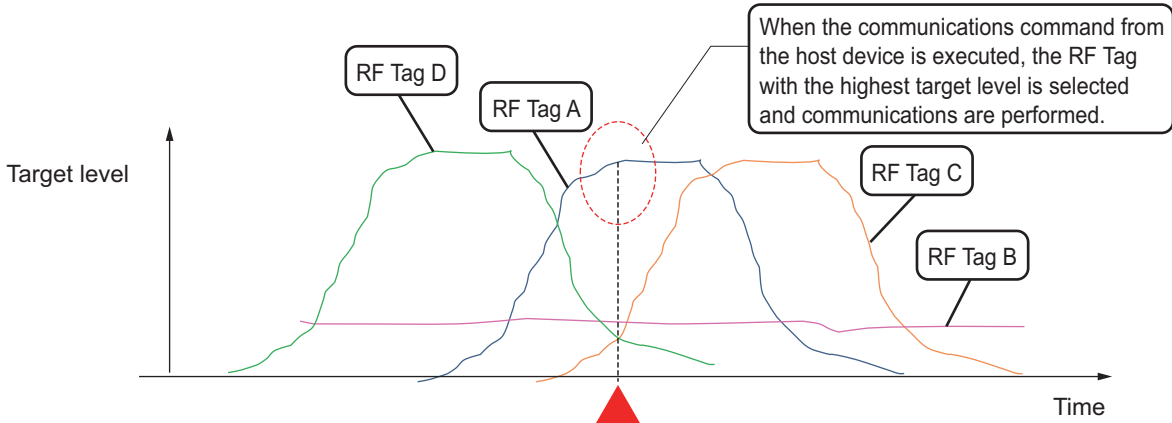 When the communications command from
the host device is executed, the RF Tag
with the highest target level is selected
and communications are performed.
RF Tag D
RF Tag A
Target level
RF Tag C
RF Tag B
Time